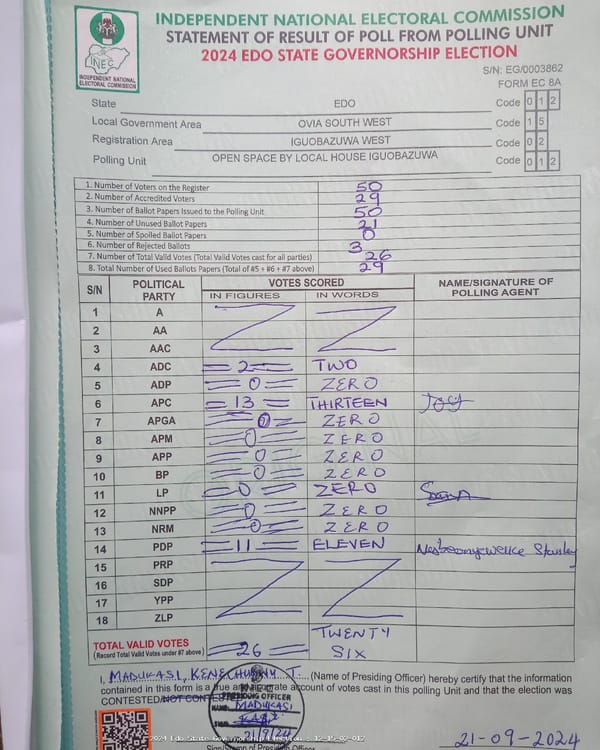 INDEPENDENT NATIONAL ELECTORAL COMMISSION
STATEMENT OF RESULT OF POLL FROM POLLING UNIT
2024 EDO STATE GOVERNORSHIP ELECTION
INEC
INDEPENDENT NATIONAL
ELECTORAL COMMISSION
S/N: EG/0003862
FORM EC 8A
State EDO Code 0 1 2
Local Government Area OVIA SOUTH WEST Code 1 5
Registration Area IGUOBAZUWA WEST Code 0 2
Polling Unit OPEN SPACE BY LOCAL HOUSE IGUOBAZUWA Code 0 1 2
1. Number of Voters on the Register 50
2. Number of Accredited Voters 29
3. Number of Ballot Papers Issued to the Polling Unit 50
4. Number of Unused Ballot Papers 21
5. Number of Spoiled Ballot Papers 0
6. Number of Rejected Ballots 3
7. Number of Total Valid Votes (Total Valid Votes cast for all parties) 26
8. Total Number of Used Ballots Papers (Total of #5 + #6 + #7 above) 29
S/N POLITICAL PARTY VOTES SCORED NAME/SIGNATURE OF POLLING AGENT
IN FIGURES IN WORDS
1 A
2 AA
3 AAC
4 ADC 2 TWO
5 ADP 0 ZERO
6 APC 13 THIRTEEN Joy
7 APGA 0 ZERO
8 APM 0 ZERO
9 APP 0 ZERO
10 BP 0 ZERO
11 LP 0 ZERO
12 NNPP 0 ZERO
13 NRM 0 ZERO
14 PDP 11 ELEVEN Stanley
15 PRP
16 SDP
17 YPP
18 ZLP
TOTAL VALID VOTES 26 TWENTY SIX
(Record Total Valid Votes under #7 above)
I, MADUKASI, KENECHUKWU T. (Name of Presiding Officer) hereby certify that the information
contained in this form is a true and accurate account of votes cast in this polling Unit and that the election was
CONTESTED/NOT CONTESTED
PRESIDING OFFICER
NAME: MADUKASI
SIGN
21/9/24
21-09-2024
2024 Edo State Governorship Election - 12-15-02-012
Sign/Stamp of Presiding Officer